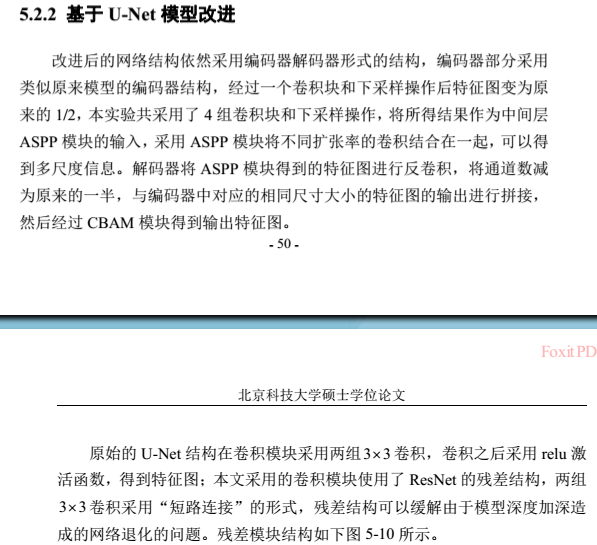 5.2.2 基于 U-Net 模型改进
改进后的网络结构依然采用编码器解码器形式的结构，编码器部分采用
类似原来模型的编码器结构，经过一个卷积块和下采样操作后特征图变为原
来的 1/2，本实验共采用了 4 组卷积块和下采样操作，将所得结果作为中间层
ASPP 模块的输入，采用 ASPP 模块将不同扩张率的卷积结合在一起，可以得
到多尺度信息。解码器将 ASPP 模块得到的特征图进行反卷积，将通道数减
为原来的一半，与编码器中对应的相同尺寸大小的特征图的输出进行拼接，
然后经过 CBAM 模块得到输出特征图。
- 50 -
Foxit PD
北京科技大学硕士学位论文
原始的 U-Net 结构在卷积模块采用两组 3×3 卷积，卷积之后采用 relu 激
活函数，得到特征图；本文采用的卷积模块使用了 ResNet 的残差结构，两组
3×3 卷积采用“短路连接”的形式，残差结构可以缓解由于模型深度加深造
成的网络退化的问题。残差模块结构如下图 5-10 所示。